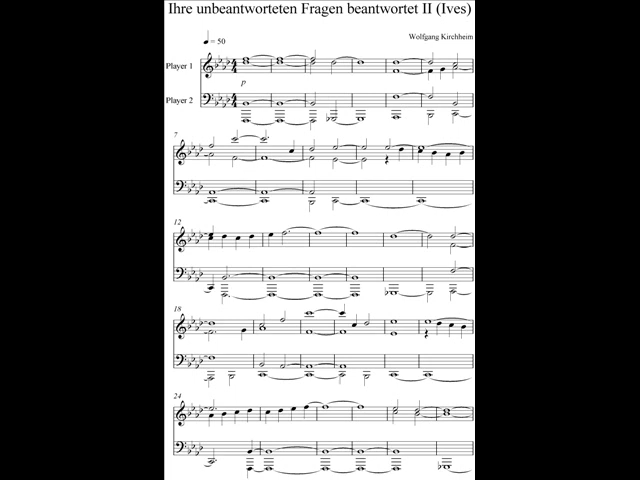 Ihre unbeantworteten Fragen beantwortet II (Ives)
Wolfgang Kirchheim
♩ = 50
Player 1
p
Player 2
7
12
18
24